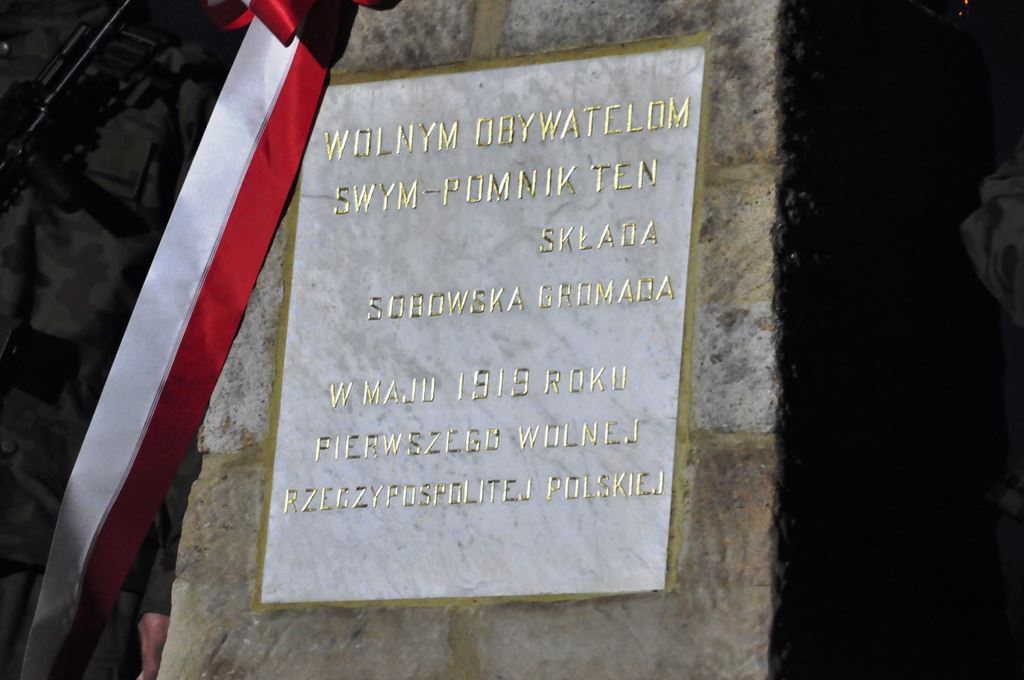 WOLNYM OBYWATELOM
SWYM-POMNIK TEN
SKŁADA
SOBOWSKA GROMADA
W MAJU 1919 ROKU
PIERWSZEGO WOLNEJ
RZECZYPOSPOLITEJ POLSKIEJ